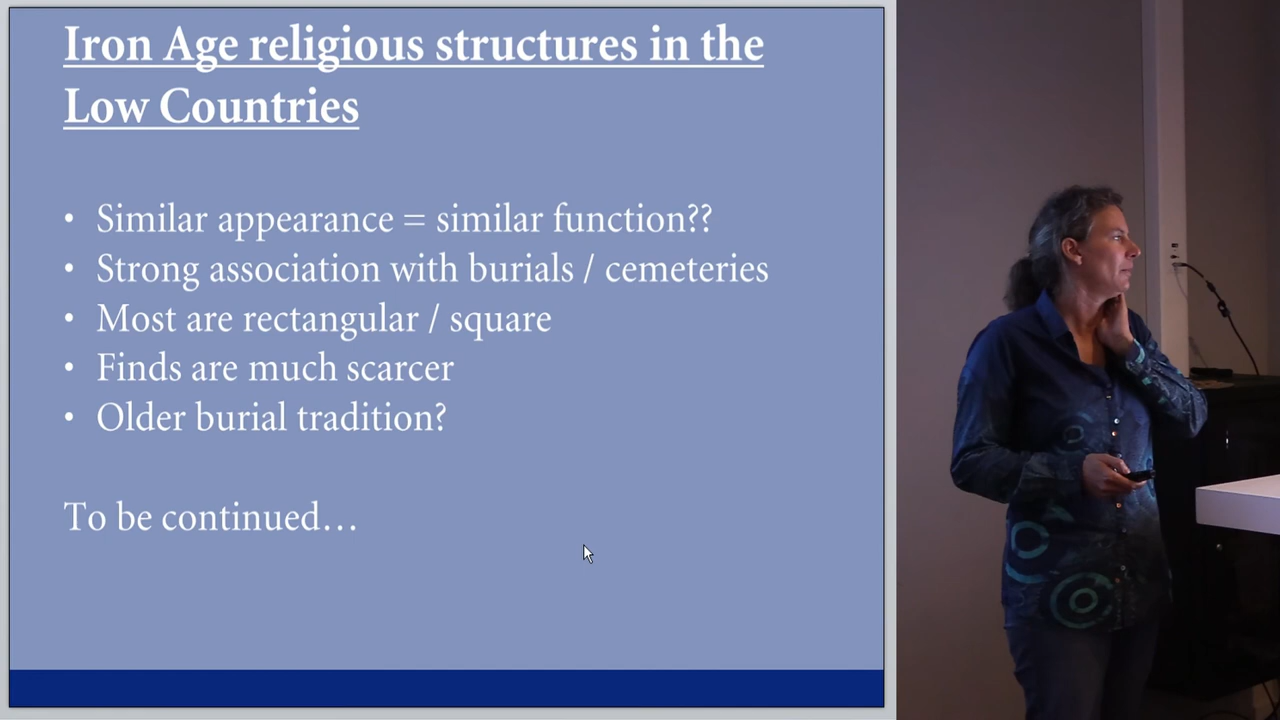 Iron Age religious structures in the
Low Countries
• Similar appearance = similar function??
• Strong association with burials / cemeteries
• Most are rectangular / square
• Finds are much scarcer
• Older burial tradition?
To be continued…